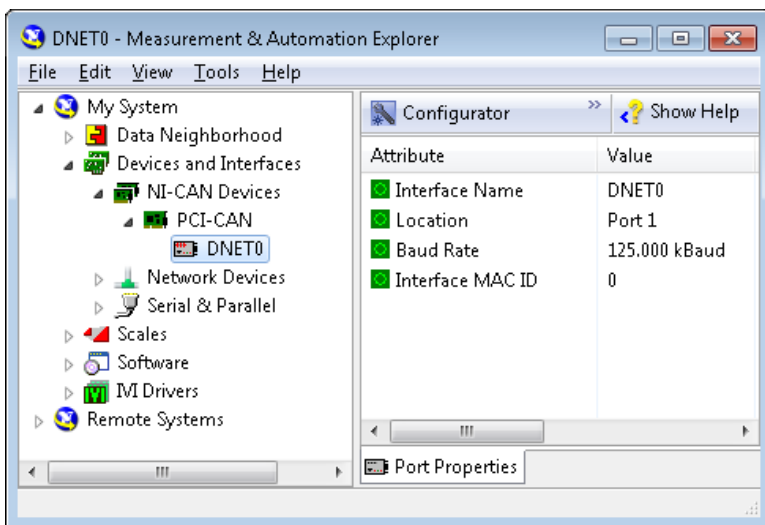 DNET0 - Measurement & Automation Explorer
File Edit View Tools Help
My System
Data Neighborhood
Devices and Interfaces
NI-CAN Devices
PCI-CAN
DNET0
Network Devices
Serial & Parallel
Scales
Software
IVI Drivers
Remote Systems
Configurator » Show Help
Attribute Value
Interface Name DNET0
Location Port 1
Baud Rate 125.000 kBaud
Interface MAC ID 0
Port Properties